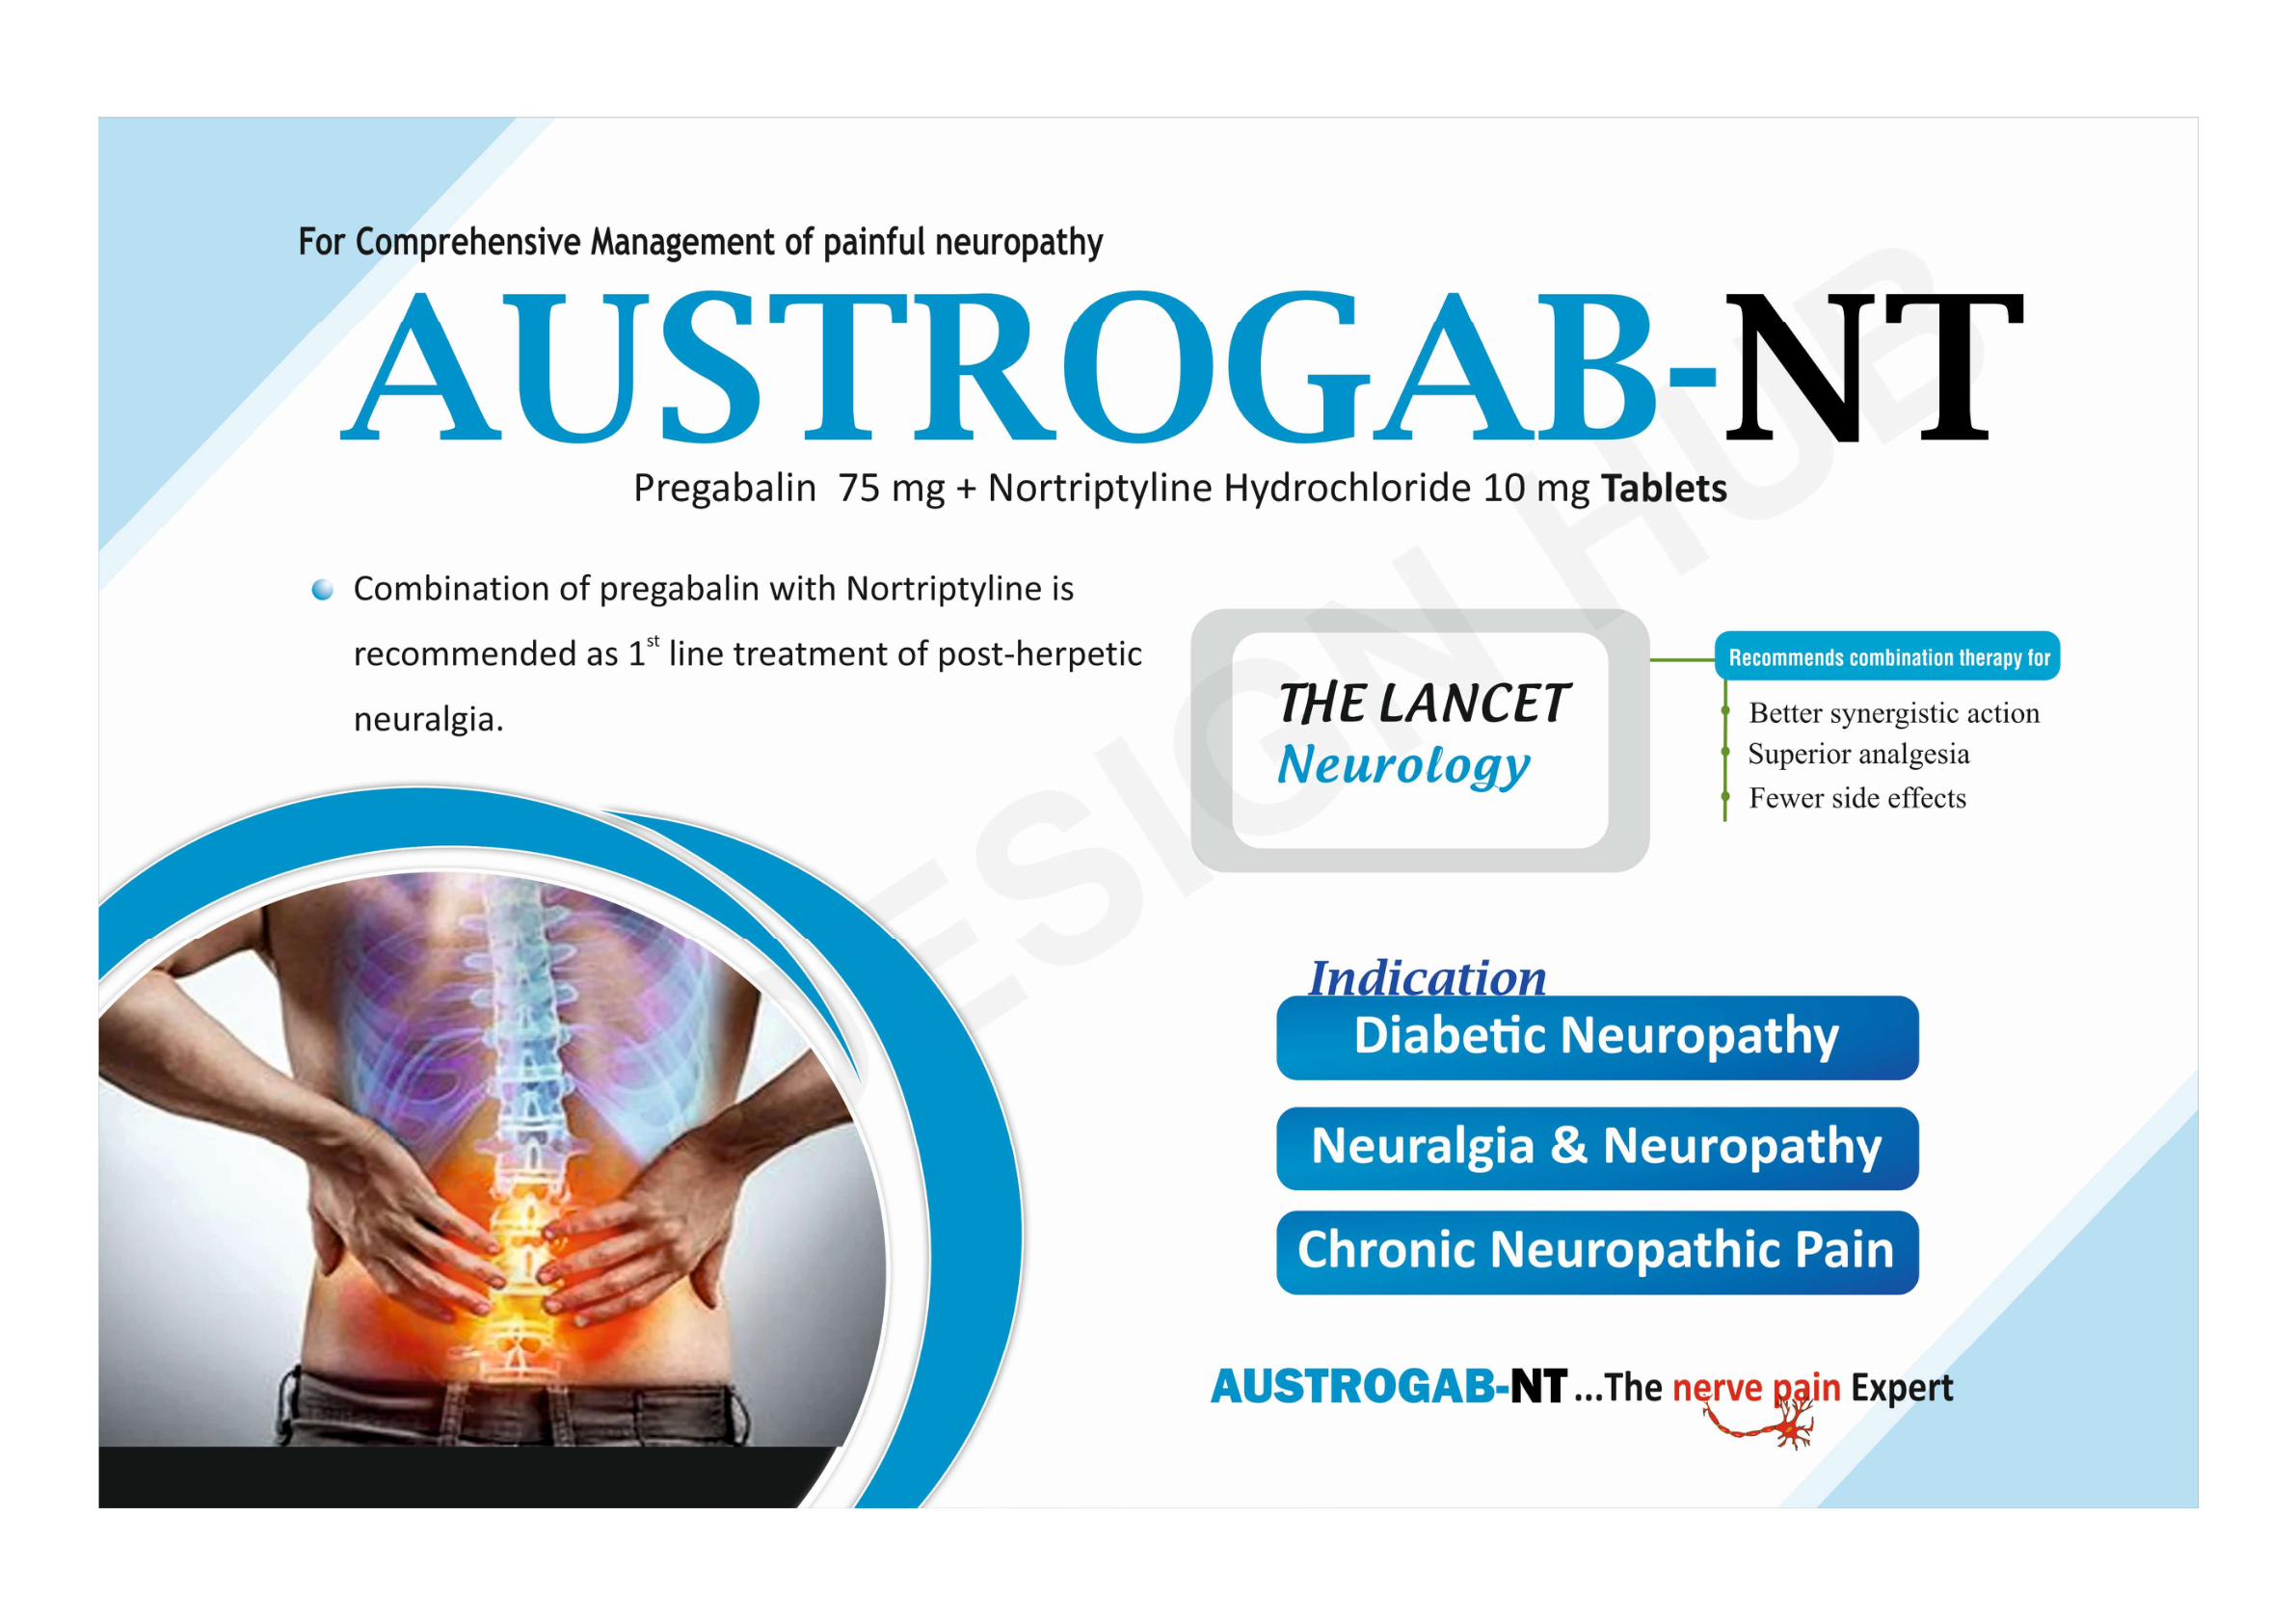 For Comprehensive Management of painful neuropathy
AUSTROGAB-NT
Pregabalin 75 mg + Nortriptyline Hydrochloride 10 mg Tablets
Combination of pregabalin with Nortriptyline is
recommended as 1st line treatment of post-herpetic
neuralgia.
THE LANCET
Neurology
Recommends combination therapy for
Better synergistic action
Superior analgesia
Fewer side effects
Indication
Diabetic Neuropathy
Neuralgia & Neuropathy
Chronic Neuropathic Pain
AUSTROGAB-NT...The nerve pain Expert
DESIGN HUB